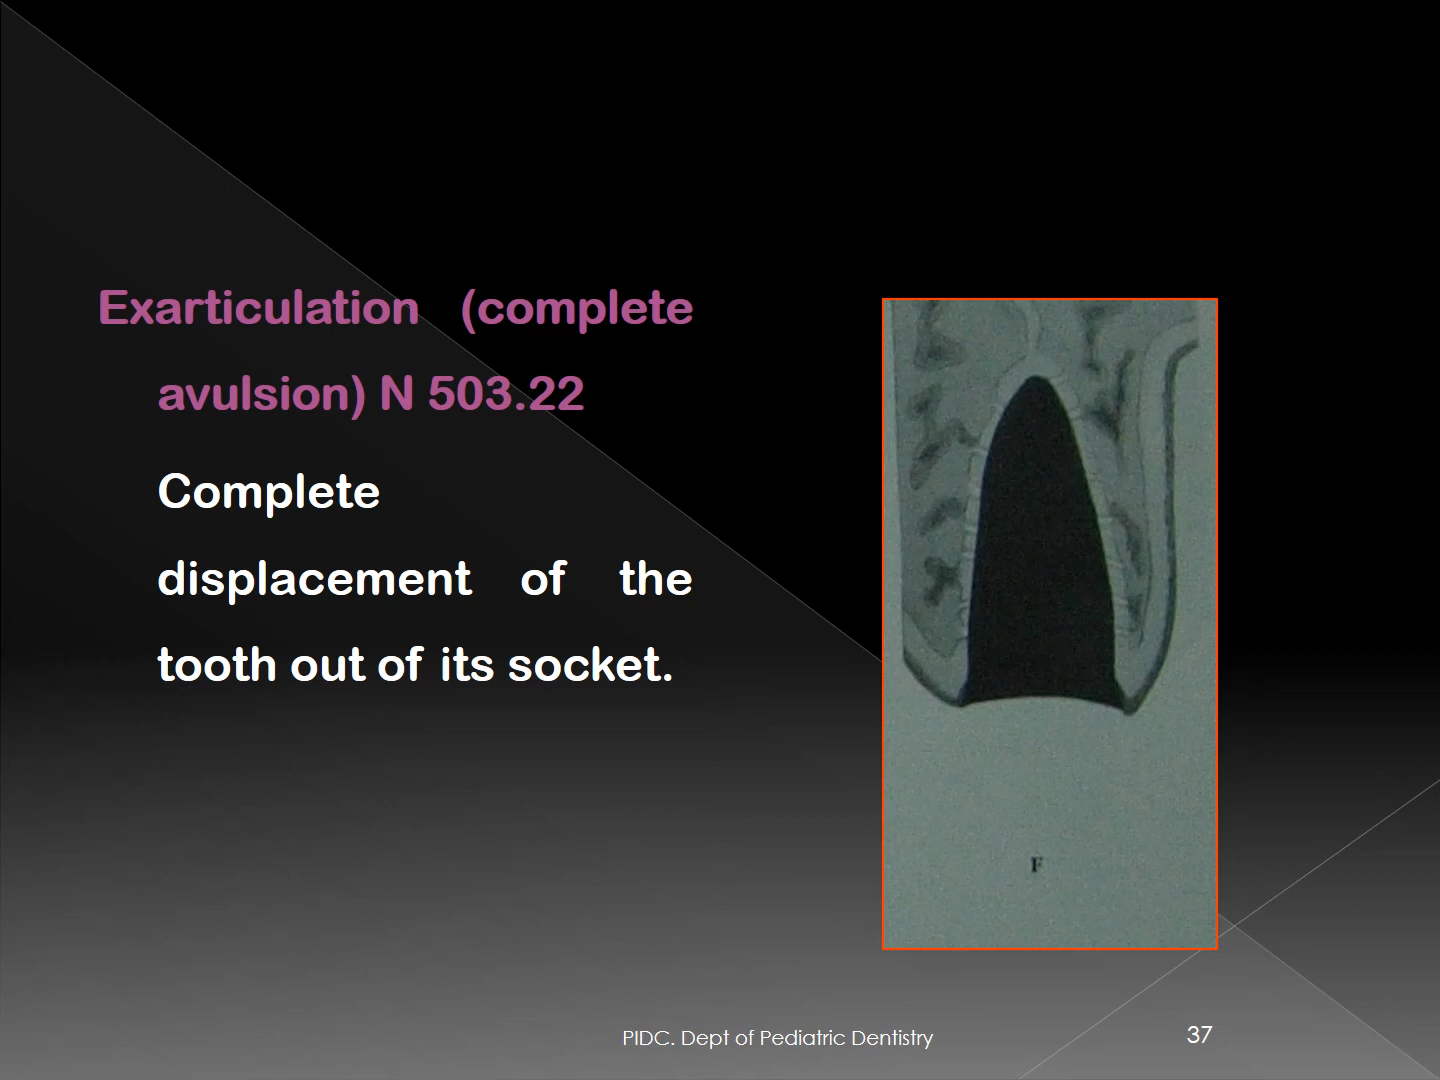 Exarticulation (complete
avulsion) N 503.22
Complete
displacement of the
tooth out of its socket.
F
PIDC. Dept of Pediatric Dentistry
37